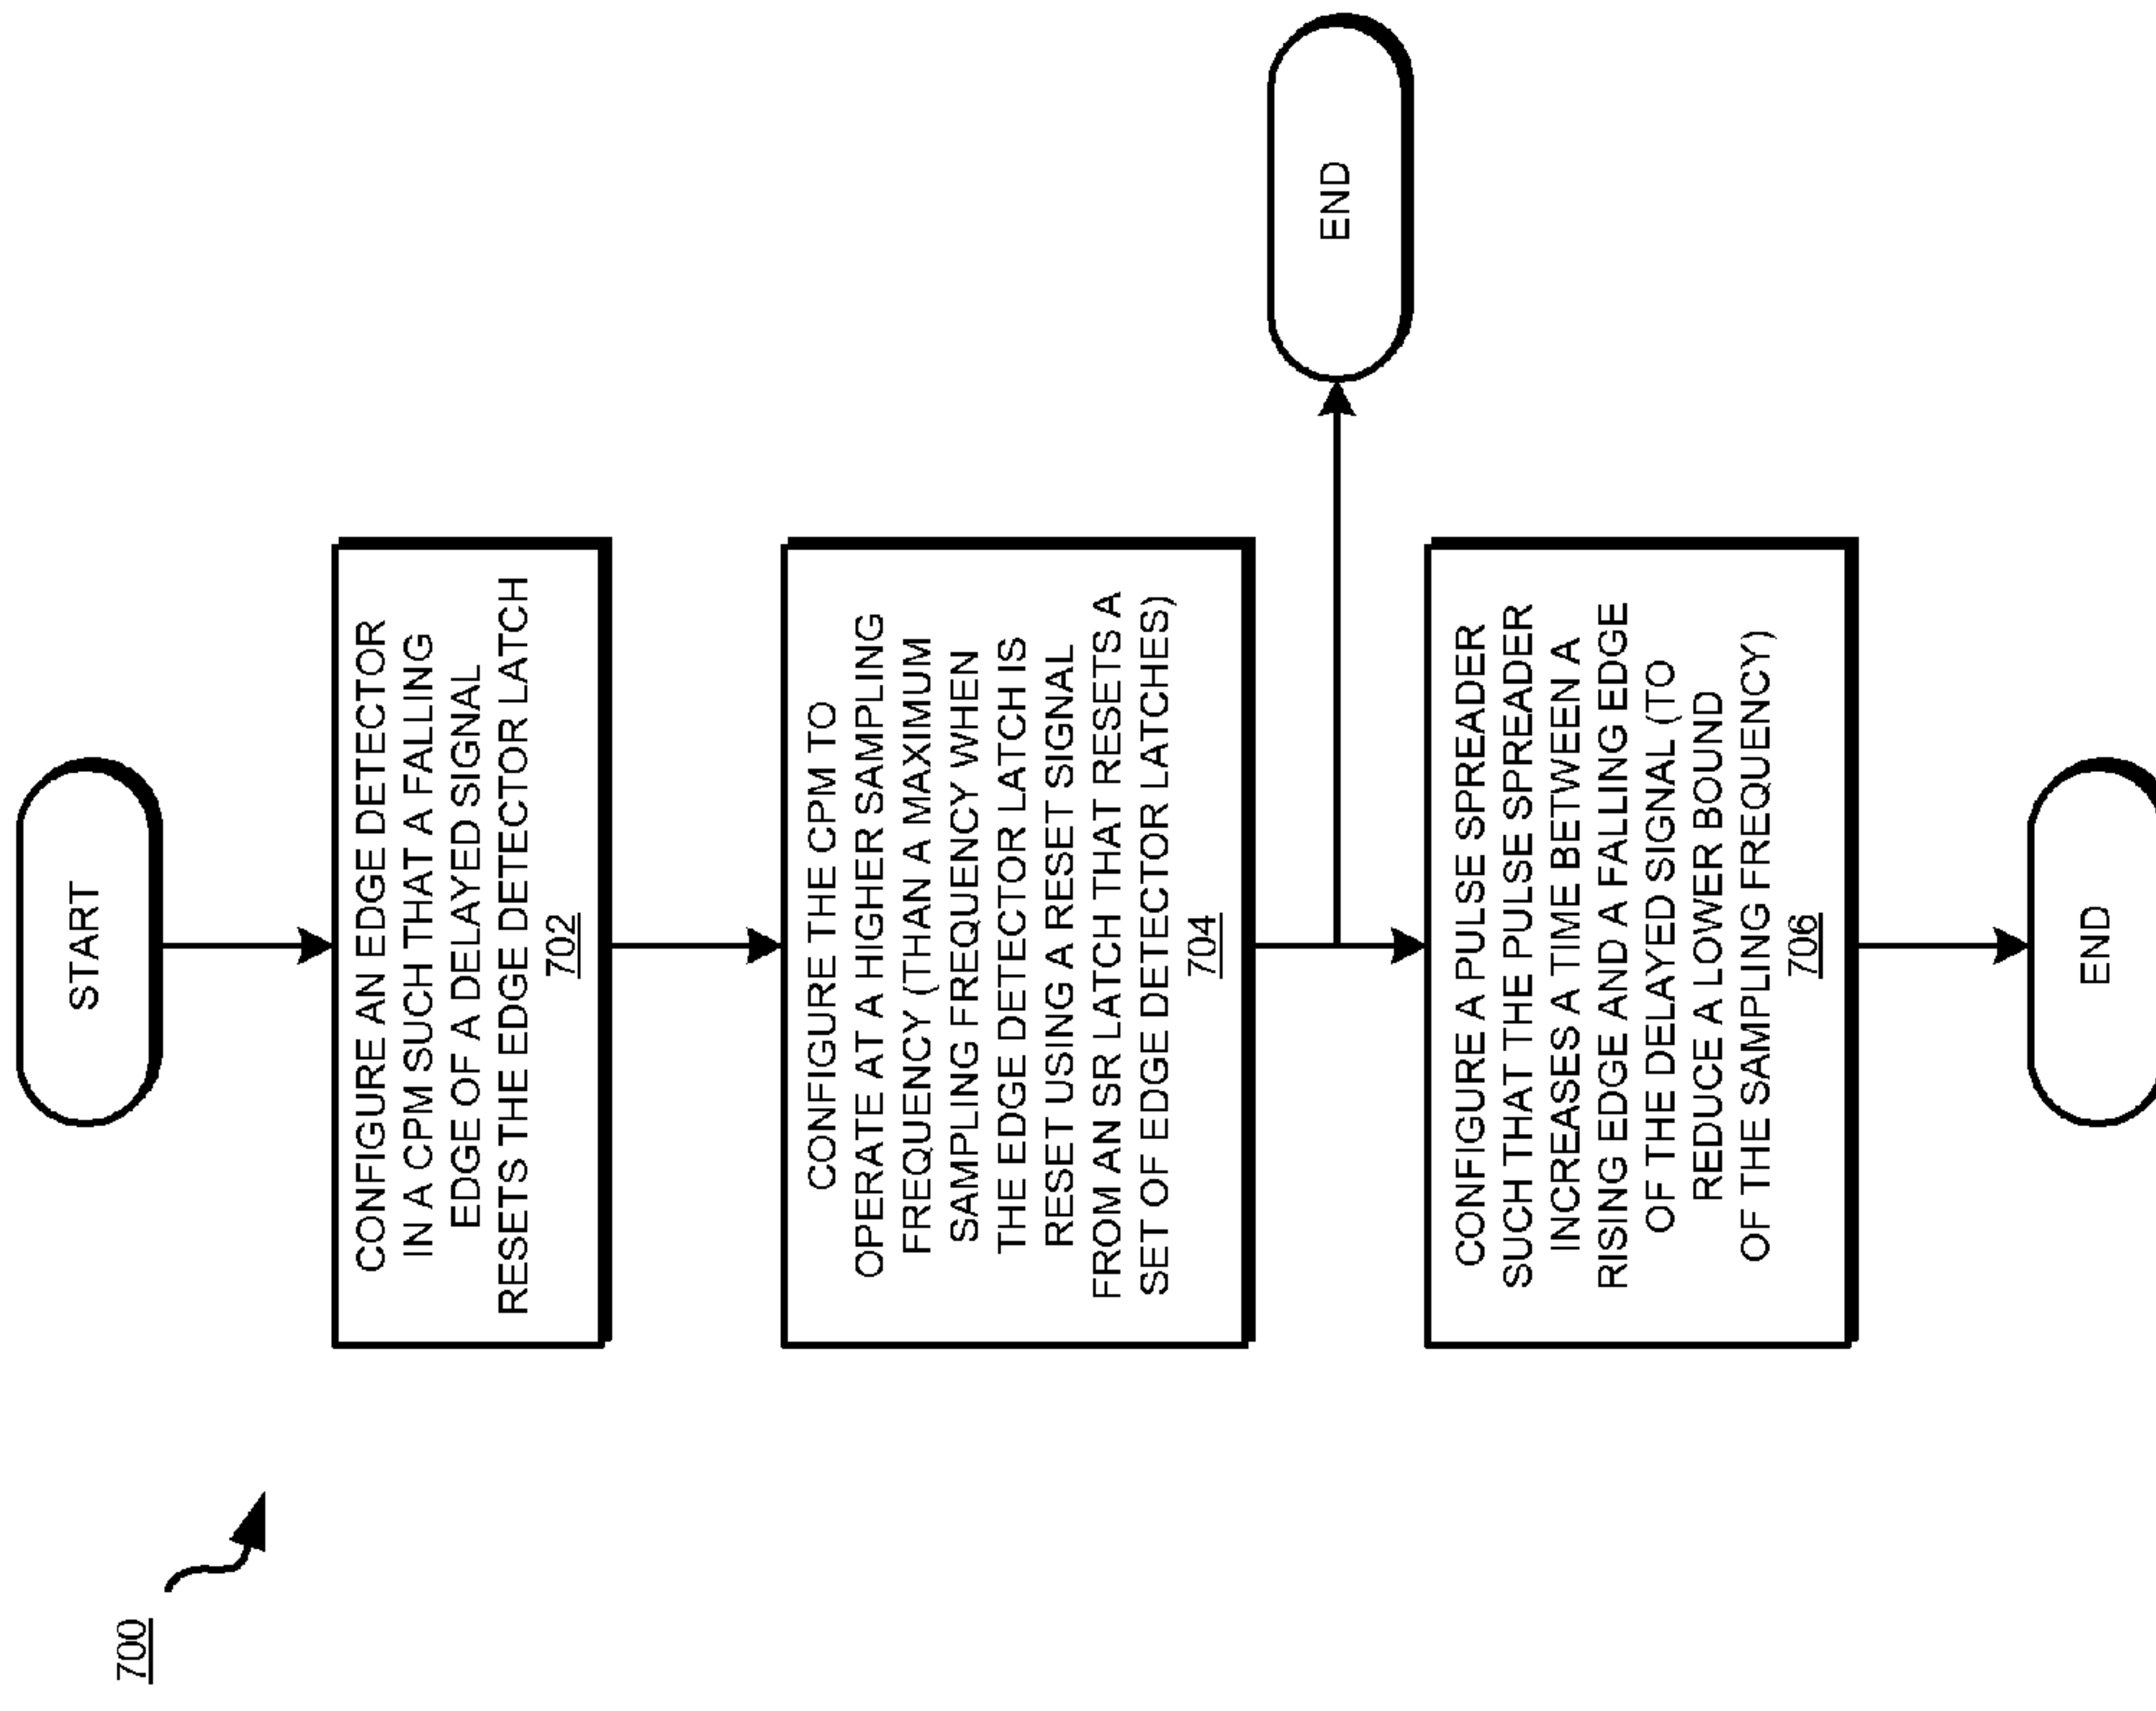 700
START
CONFIGURE AN EDGE DETECTOR
IN A CPM SUCH THAT A FALLING
EDGE OF A DELAYED SIGNAL
RESETS THE EDGE DETECTOR LATCH
702
CONFIGURE THE CPM TO
OPERATE AT A HIGHER SAMPLING
FREQUENCY (THAN A MAXIMUM
SAMPLING FREQUENCY WHEN
THE EDGE DETECTOR LATCH IS
RESET USING A RESET SIGNAL
FROM AN SR LATCH THAT RESETS A
SET OF EDGE DETECTOR LATCHES)
704
END
CONFIGURE A PULSE SPREADER
SUCH THAT THE PULSE SPREADER
INCREASES A TIME BETWEEN A
RISING EDGE AND A FALLING EDGE
OF THE DELAYED SIGNAL (TO
REDUCE A LOWER BOUND
OF THE SAMPLING FREQUENCY)
706
END